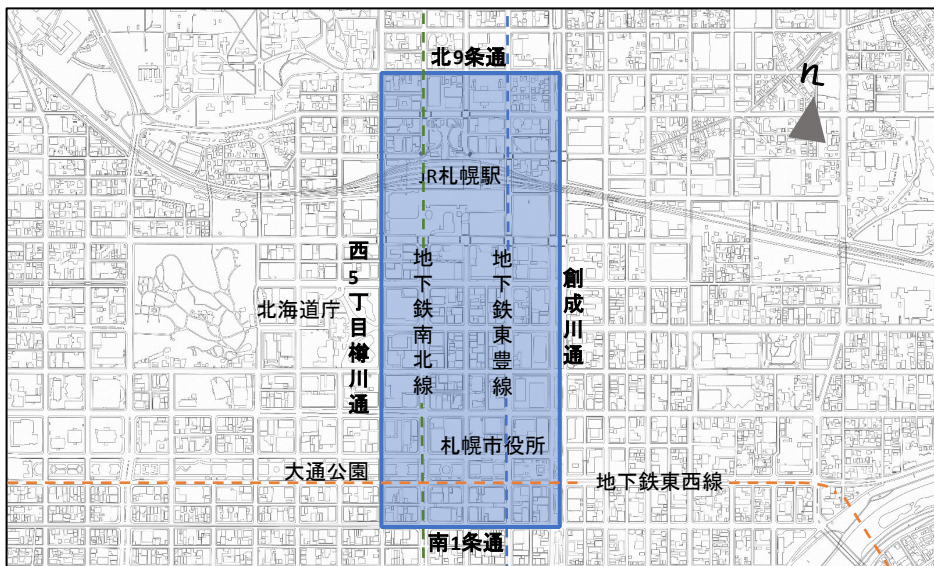 北9条通
n
JR札幌駅
西5丁目樽川通
地下鉄南北線
地下鉄東豊線
創成川通
北海道庁
札幌市役所
大通公園
地下鉄東西線
南1条通